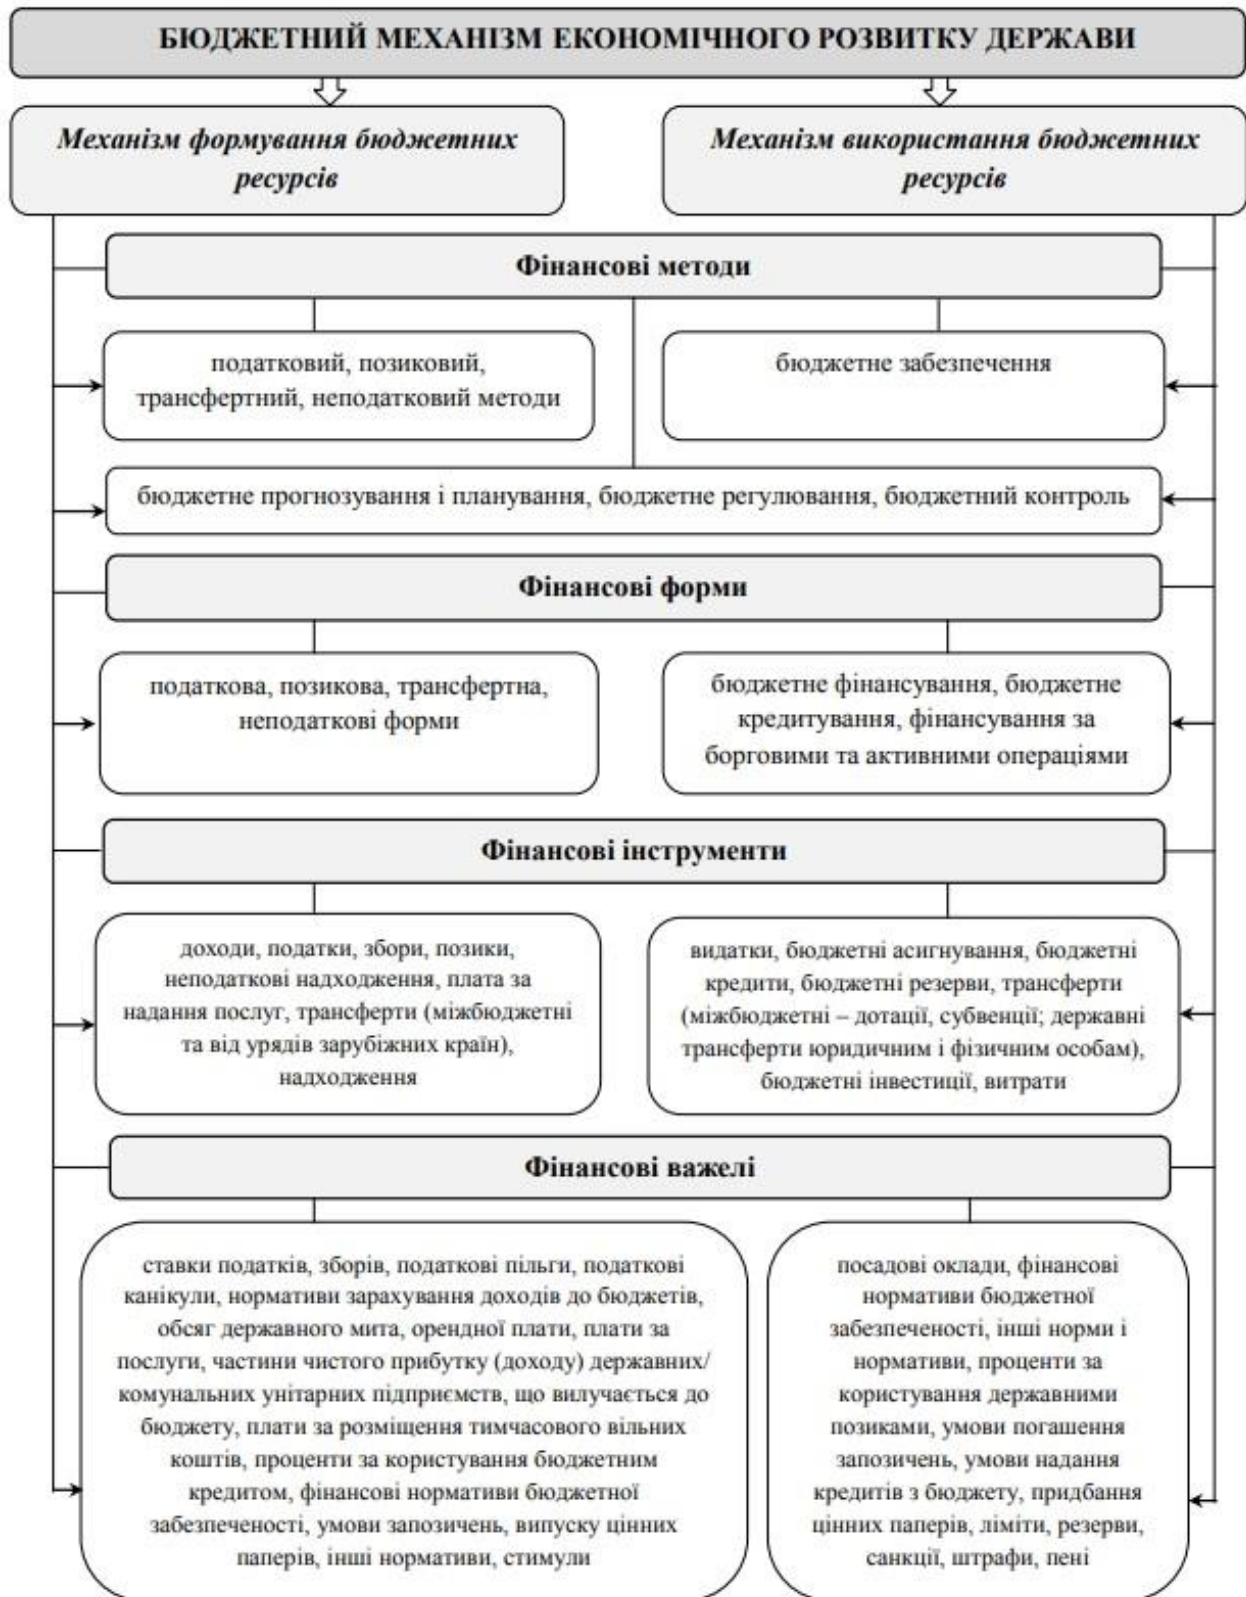 БЮДЖЕТНИЙ МЕХАНІЗМ ЕКОНОМІЧНОГО РОЗВИТКУ ДЕРЖАВИ
Механізм формування бюджетних
ресурсів
Механізм використання бюджетних
ресурсів
Фінансові методи
податковий, позиковий,
трансфертний, неподатковий методи
бюджетне забезпечення
бюджетне прогнозування і планування, бюджетне регулювання, бюджетний контроль
Фінансові форми
податкова, позикова, трансфертна,
неподаткові форми
бюджетне фінансування, бюджетне
кредитування, фінансування за
борговими та активними операціями
Фінансові інструменти
доходи, податки, збори, позики,
неподаткові надходження, плата за
надання послуг, трансферти (міжбюджетні
та від урядів зарубіжних країн),
надходження
видатки, бюджетні асигнування, бюджетні
кредити, бюджетні резерви, трансферти
(міжбюджетні – дотації, субвенції; державні
трансферти юридичним і фізичним особам),
бюджетні інвестиції, витрати
Фінансові важелі
ставки податків, зборів, податкові пільги, податкові
канікули, нормативи зарахування доходів до бюджетів,
обсяг державного мита, орендної плати, плати за
послуги, частини чистого прибутку (доходу) державних/
комунальних унітарних підприємств, що вилучається до
бюджету, плати за розміщення тимчасового вільних
коштів, проценти за користування бюджетним
кредитом, фінансові нормативи бюджетної
забезпеченості, умови запозичень, випуску цінних
паперів, інші нормативи, стимули
посадові оклади, фінансові
нормативи бюджетної
забезпеченості, інші норми і
нормативи, проценти за
користування державними
позиками, умови погашення
запозичень, умови надання
кредитів з бюджету, придбання
цінних паперів, ліміти, резерви,
санкції, штрафи, пені